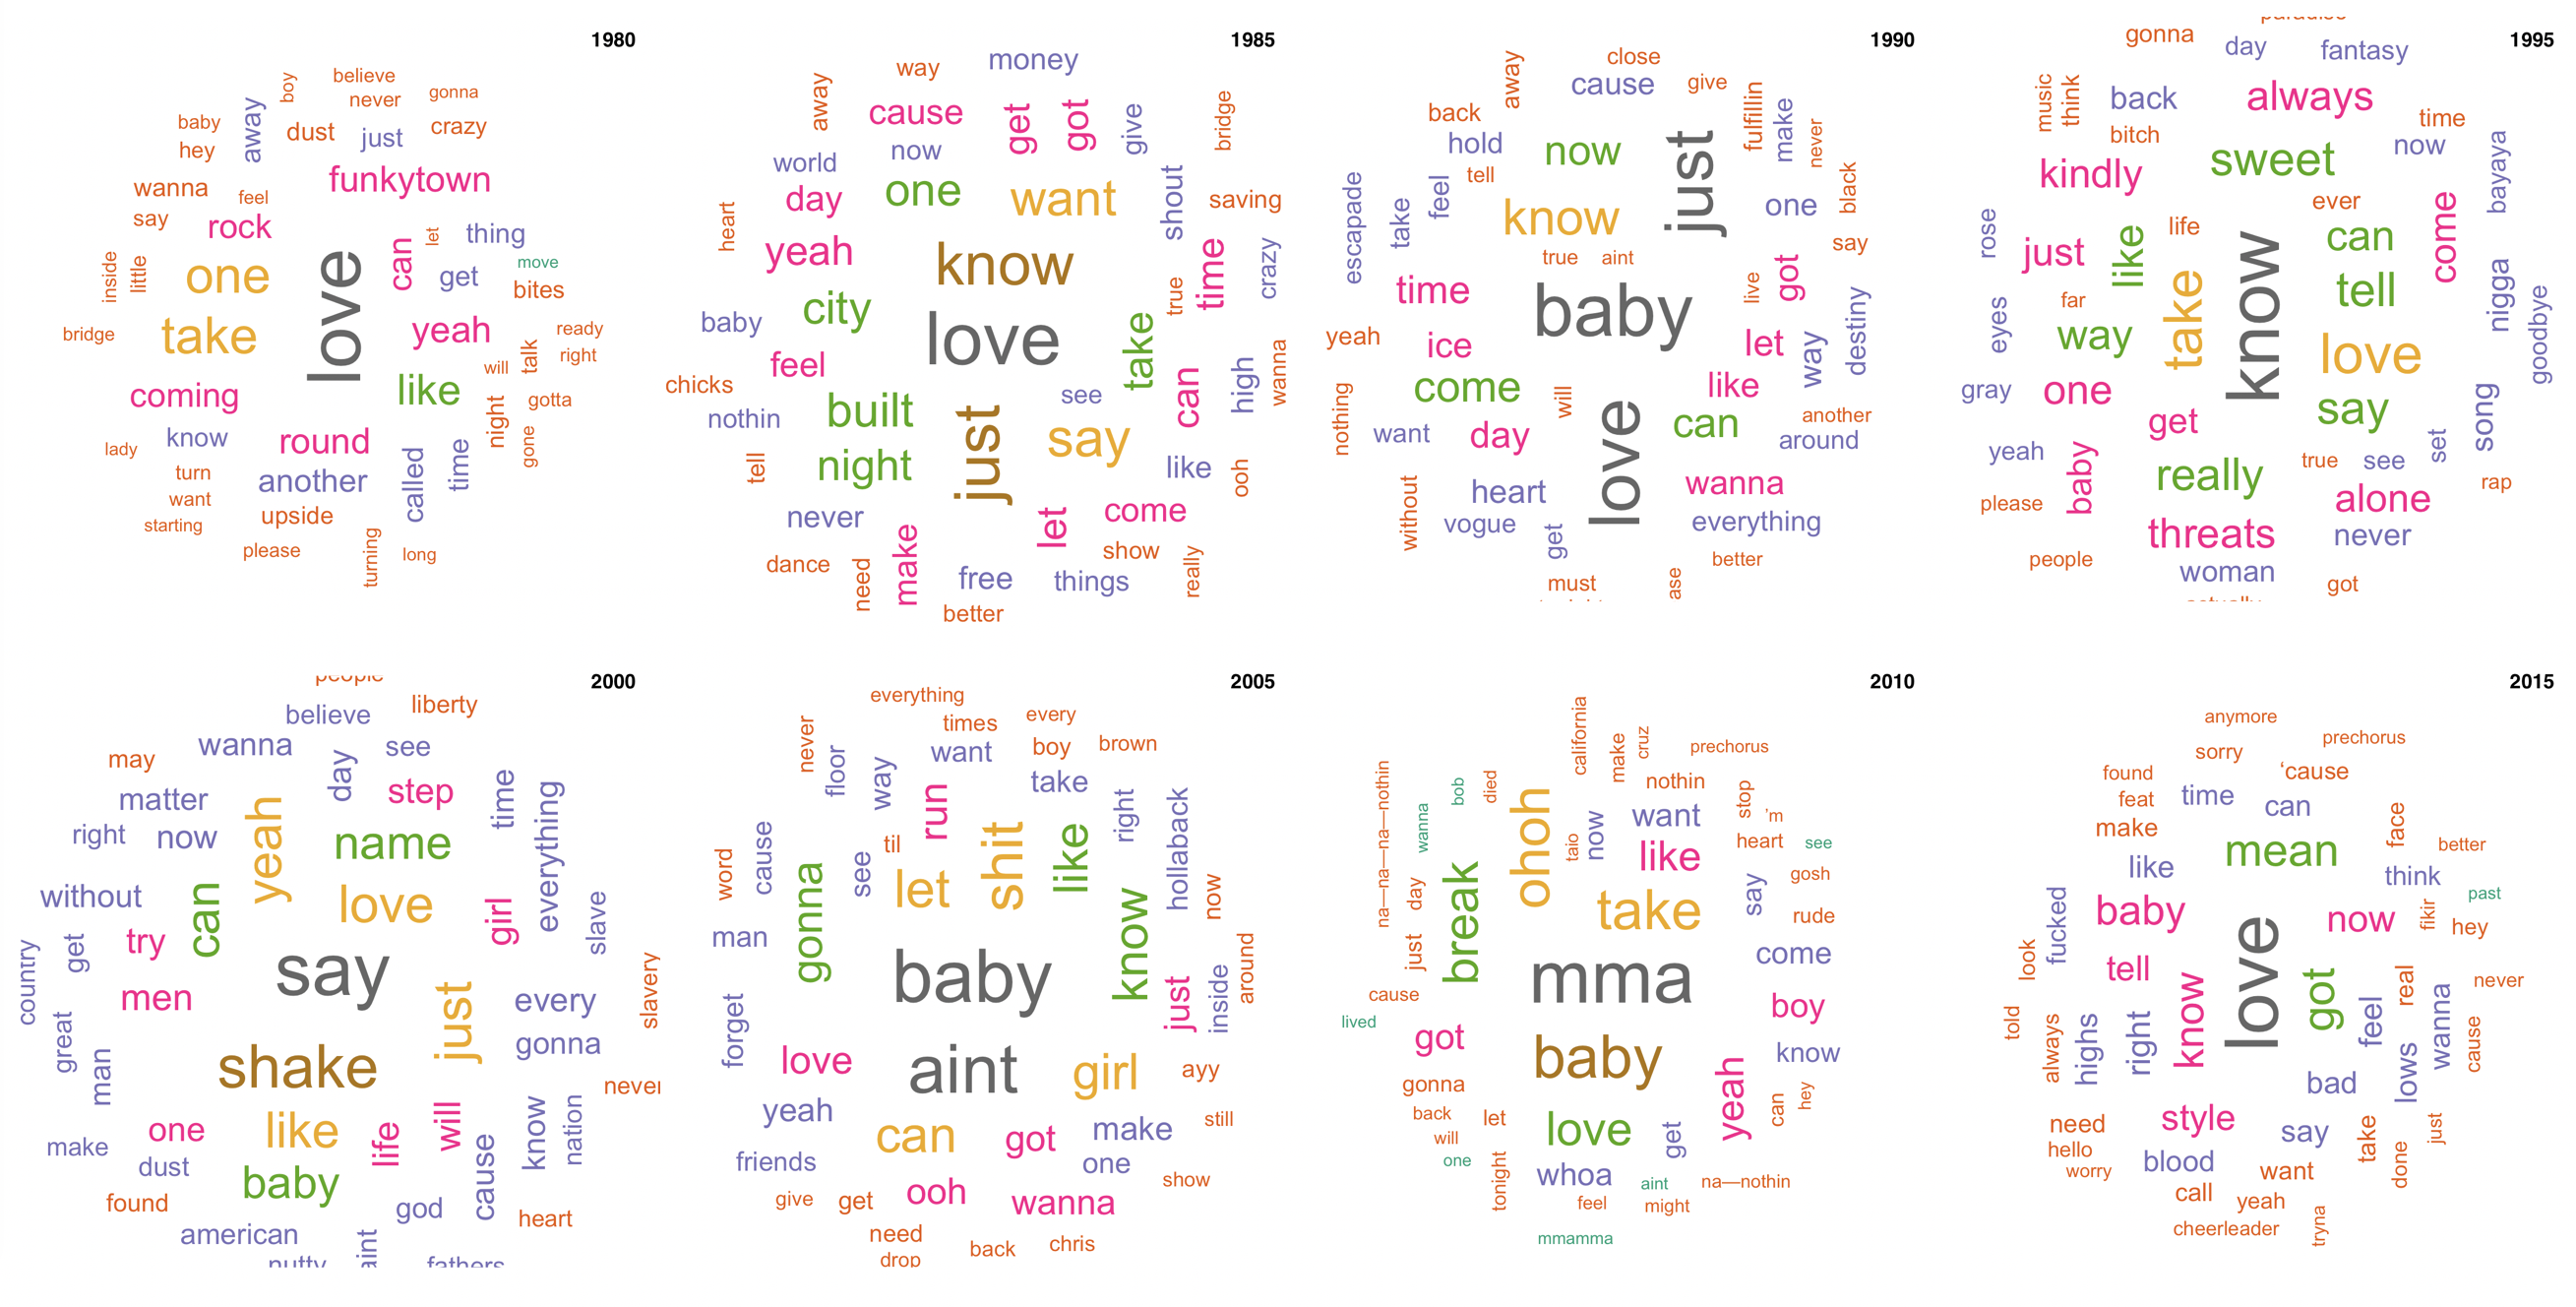 1980
boy
believe
never
gonna
baby
away
dust
just
crazy
hey
funkytown
wanna
feel
say
rock
can
let
thing
move
inside
little
one
love
get
bites
bridge
take
yeah
ready
talk
right
will
coming
like
night
gotta
lady
know
round
called
time
gone
turn
another
want
upside
starting
please
turning
long
1985
way
money
away
cause
get
got
give
bridge
world
now
shout
day
one
want
saving
heart
yeah
know
time
crazy
true
city
baby
love
take
feel
see
can
high
wanna
chicks
nothin
built
just
say
tell
night
like
ooh
never
let
come
make
show
really
dance
need
free
things
better
1990
away
close
cause
give
fulfillin
make
never
back
hold
now
just
tell
black
escapade
take
feel
know
one
say
true
aint
live
got
time
baby
destiny
yeah
ice
let
way
come
will
like
nothing
another
want
day
love
can
around
without
heart
wanna
vogue
get
everything
better
must
ase
1995
gonna
day
fantasy
music
think
back
always
bitch
time
now
bayaya
kindly
sweet
ever
come
rose
just
like
life
can
nigga
eyes
far
take
know
tell
goodbye
way
love
gray
one
say
song
get
set
yeah
baby
true
see
please
really
alone
rap
threats
never
people
woman
got
2000
people
liberty
believe
wanna
day
see
may
step
time
everything
matter
yeah
right
now
name
without
can
love
girl
slave
country
get
try
say
slavery
men
just
every
great
man
shake
gonna
never
one
like
life
will
know
nation
make
dust
cause
baby
found
god
heart
american
aint
nutty
fathers
2005
everything
never
times
every
floor
way
want
boy
brown
take
run
right
hollaback
word
cause
til
shit
like
gonna
see
let
now
man
baby
know
around
forget
just
inside
love
aint
girl
ayy
yeah
can
got
make
still
friends
one
show
give
get
ooh
wanna
need
back
chris
drop
2010
california
make
cruz
prechorus
na—na—na—na—nothin
bob
died
nothin
stop
wanna
ohoh
taio
now
want
'm
heart
see
like
gosh
day
break
take
say
rude
just
come
cause
mma
lived
boy
got
baby
know
gonna
yeah
can
hey
back
let
love
get
will
one
tonight
whoa
aint
na—nothin
feel
might
mmamma
2015
anymore
sorry
prechorus
found
‘cause
feat
time
can
make
face
mean
better
like
think
past
fucked
baby
now
fikir
hey
look
tell
love
got
real
never
told
always
highs
right
know
feel
lows
wanna
cause
bad
need
style
say
take
just
hello
worry
blood
want
done
call
yeah
cheerleader
tryna